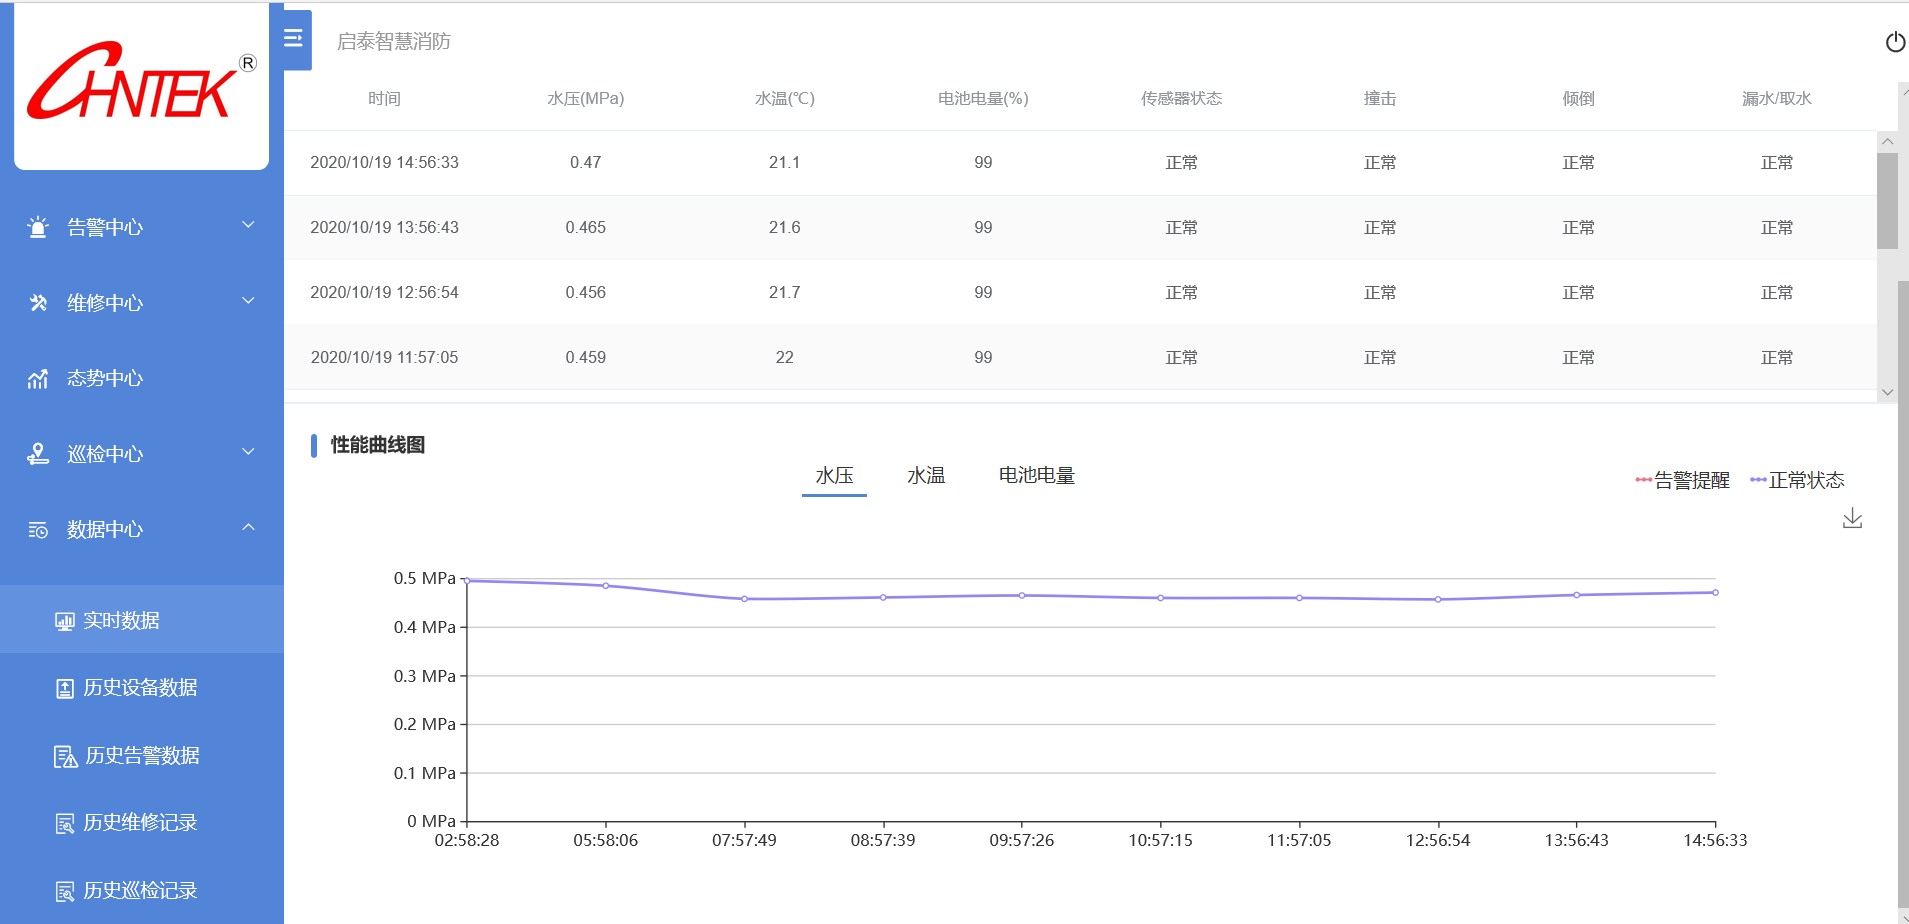 CHNTEK®
启泰智慧消防
时间 水压(MPa) 水温(℃) 电池电量(%) 传感器状态 撞击 倾倒 漏水/取水
2020/10/19 14:56:33 0.47 21.1 99 正常 正常 正常 正常
2020/10/19 13:56:43 0.465 21.6 99 正常 正常 正常 正常
2020/10/19 12:56:54 0.456 21.7 99 正常 正常 正常 正常
2020/10/19 11:57:05 0.459 22 99 正常 正常 正常 正常
告警中心
维修中心
态势中心
巡检中心
数据中心
实时数据
历史设备数据
历史告警数据
历史维修记录
历史巡检记录
性能曲线图
水压 水温 电池电量
告警提醒 正常状态
0.5 MPa
0.4 MPa
0.3 MPa
0.2 MPa
0.1 MPa
0 MPa
02:58:28 05:58:06 07:57:49 08:57:39 09:57:26 10:57:15 11:57:05 12:56:54 13:56:43 14:56:33